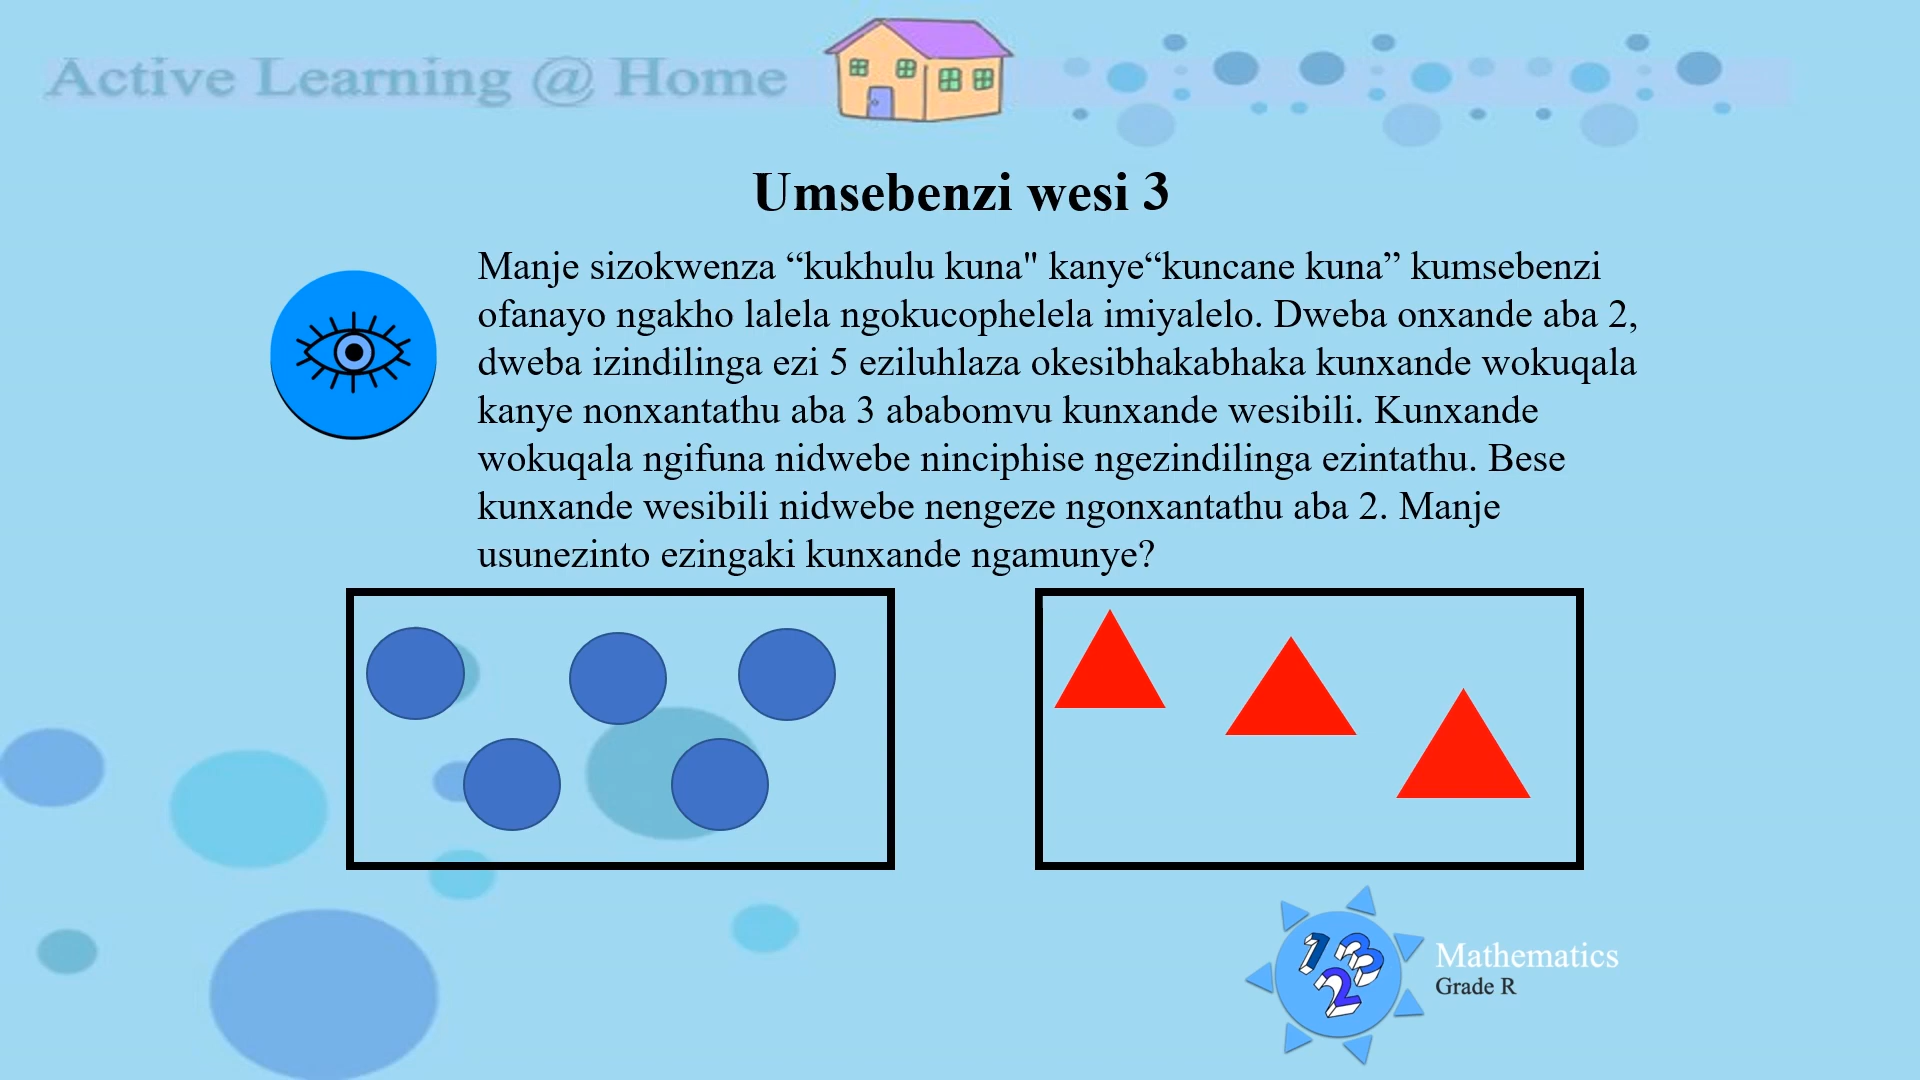 Active Learning @ Home
Umsebenzi wesi 3
Manje sizokwenza “kukhulu kuna" kanye“kuncane kuna” kumsebenzi
ofanayo ngakho lalela ngokucophelela imiyalelo. Dweba onxande aba 2,
dweba izindilinga ezi 5 eziluhlaza okesibhakabhaka kunxande wokuqala
kanye nonxantathu aba 3 ababomvu kunxande wesibili. Kunxande
wokuqala ngifuna nidwebe ninciphise ngezindilinga ezintathu. Bese
kunxande wesibili nidwebe nengeze ngonxantathu aba 2. Manje
usunezinto ezingaki kunxande ngamunye?
1 2 3
Mathematics
Grade R